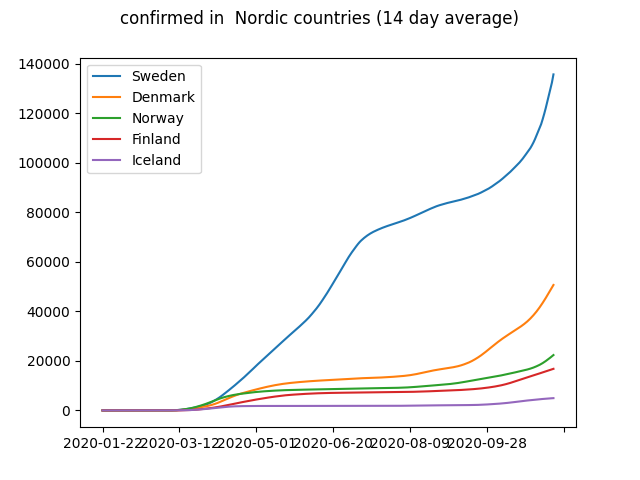 confirmed in  Nordic countries (14 day average)
140000
120000
100000
80000
60000
40000
20000
0
Sweden
Denmark
Norway
Finland
Iceland
2020-01-22 2020-03-12 2020-05-01 2020-06-20 2020-08-09 2020-09-28